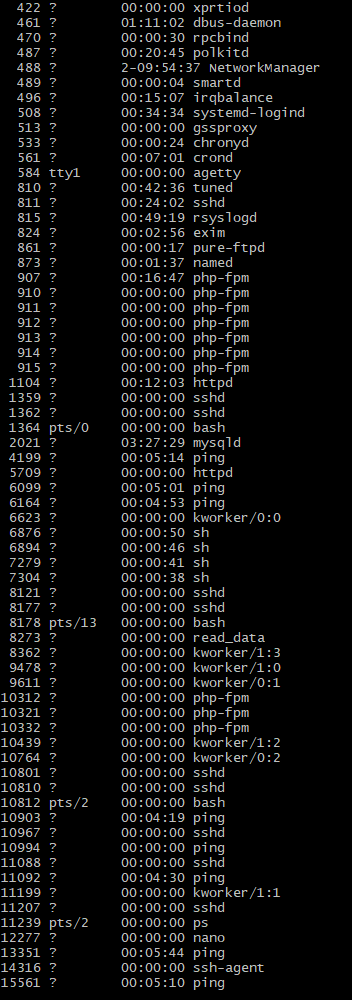 422 ? 00:00:00 xprtiod
461 ? 01:11:02 dbus-daemon
470 ? 00:00:30 rpcbind
487 ? 00:20:45 polkitd
488 ? 2-09:54:37 NetworkManager
489 ? 00:00:04 smartd
496 ? 00:15:07 irqbalance
508 ? 00:34:34 systemd-logind
513 ? 00:00:00 gssproxy
533 ? 00:00:24 chronyd
561 ? 00:07:01 crond
584 tty1 00:00:00 agetty
810 ? 00:42:36 tuned
811 ? 00:24:02 sshd
815 ? 00:49:19 rsyslogd
824 ? 00:02:56 exim
861 ? 00:00:17 pure-ftpd
873 ? 00:01:37 named
907 ? 00:16:47 php-fpm
910 ? 00:00:00 php-fpm
911 ? 00:00:00 php-fpm
912 ? 00:00:00 php-fpm
913 ? 00:00:00 php-fpm
914 ? 00:00:00 php-fpm
915 ? 00:00:00 php-fpm
1104 ? 00:12:03 httpd
1359 ? 00:00:00 sshd
1362 ? 00:00:00 sshd
1364 pts/0 00:00:00 bash
2021 ? 03:27:29 mysqld
4199 ? 00:05:14 ping
5709 ? 00:00:00 httpd
6099 ? 00:05:01 ping
6164 ? 00:04:53 ping
6623 ? 00:00:00 kworker/0:0
6876 ? 00:00:50 sh
6894 ? 00:00:46 sh
7279 ? 00:00:41 sh
7304 ? 00:00:38 sh
8121 ? 00:00:00 sshd
8177 ? 00:00:00 sshd
8178 pts/13 00:00:00 bash
8273 ? 00:00:00 read_data
8362 ? 00:00:00 kworker/1:3
9478 ? 00:00:00 kworker/1:0
9611 ? 00:00:00 kworker/0:1
10312 ? 00:00:00 php-fpm
10321 ? 00:00:00 php-fpm
10332 ? 00:00:00 php-fpm
10439 ? 00:00:00 kworker/1:2
10764 ? 00:00:00 kworker/0:2
10801 ? 00:00:00 sshd
10810 ? 00:00:00 sshd
10812 pts/2 00:00:00 bash
10903 ? 00:04:19 ping
10967 ? 00:00:00 sshd
10994 ? 00:00:00 ping
11088 ? 00:00:00 sshd
11092 ? 00:04:30 ping
11199 ? 00:00:00 kworker/1:1
11207 ? 00:00:00 sshd
11239 pts/2 00:00:00 ps
12277 ? 00:00:00 nano
13351 ? 00:05:44 ping
14316 ? 00:00:00 ssh-agent
15561 ? 00:05:10 ping